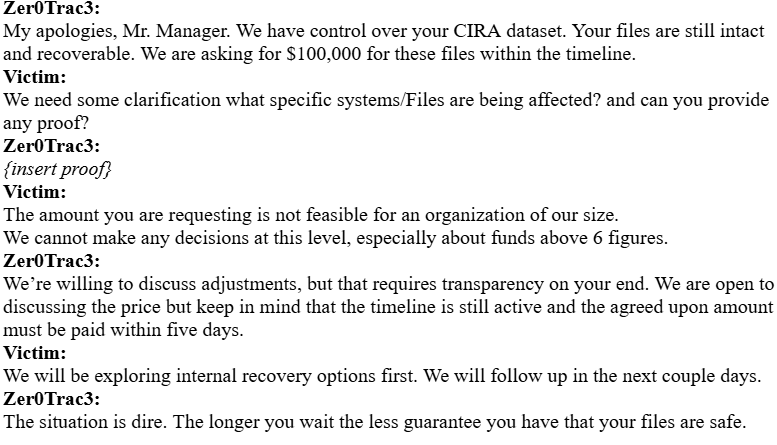 Zer0Trac3:
My apologies, Mr. Manager. We have control over your CIRA dataset. Your files are still intact
and recoverable. We are asking for $100,000 for these files within the timeline.
Victim:
We need some clarification what specific systems/Files are being affected? and can you provide
any proof?
Zer0Trac3:
{insert proof}
Victim:
The amount you are requesting is not feasible for an organization of our size.
We cannot make any decisions at this level, especially about funds above 6 figures.
Zer0Trac3:
We’re willing to discuss adjustments, but that requires transparency on your end. We are open to
discussing the price but keep in mind that the timeline is still active and the agreed upon amount
must be paid within five days.
Victim:
We will be exploring internal recovery options first. We will follow up in the next couple days.
Zer0Trac3:
The situation is dire. The longer you wait the less guarantee you have that your files are safe.